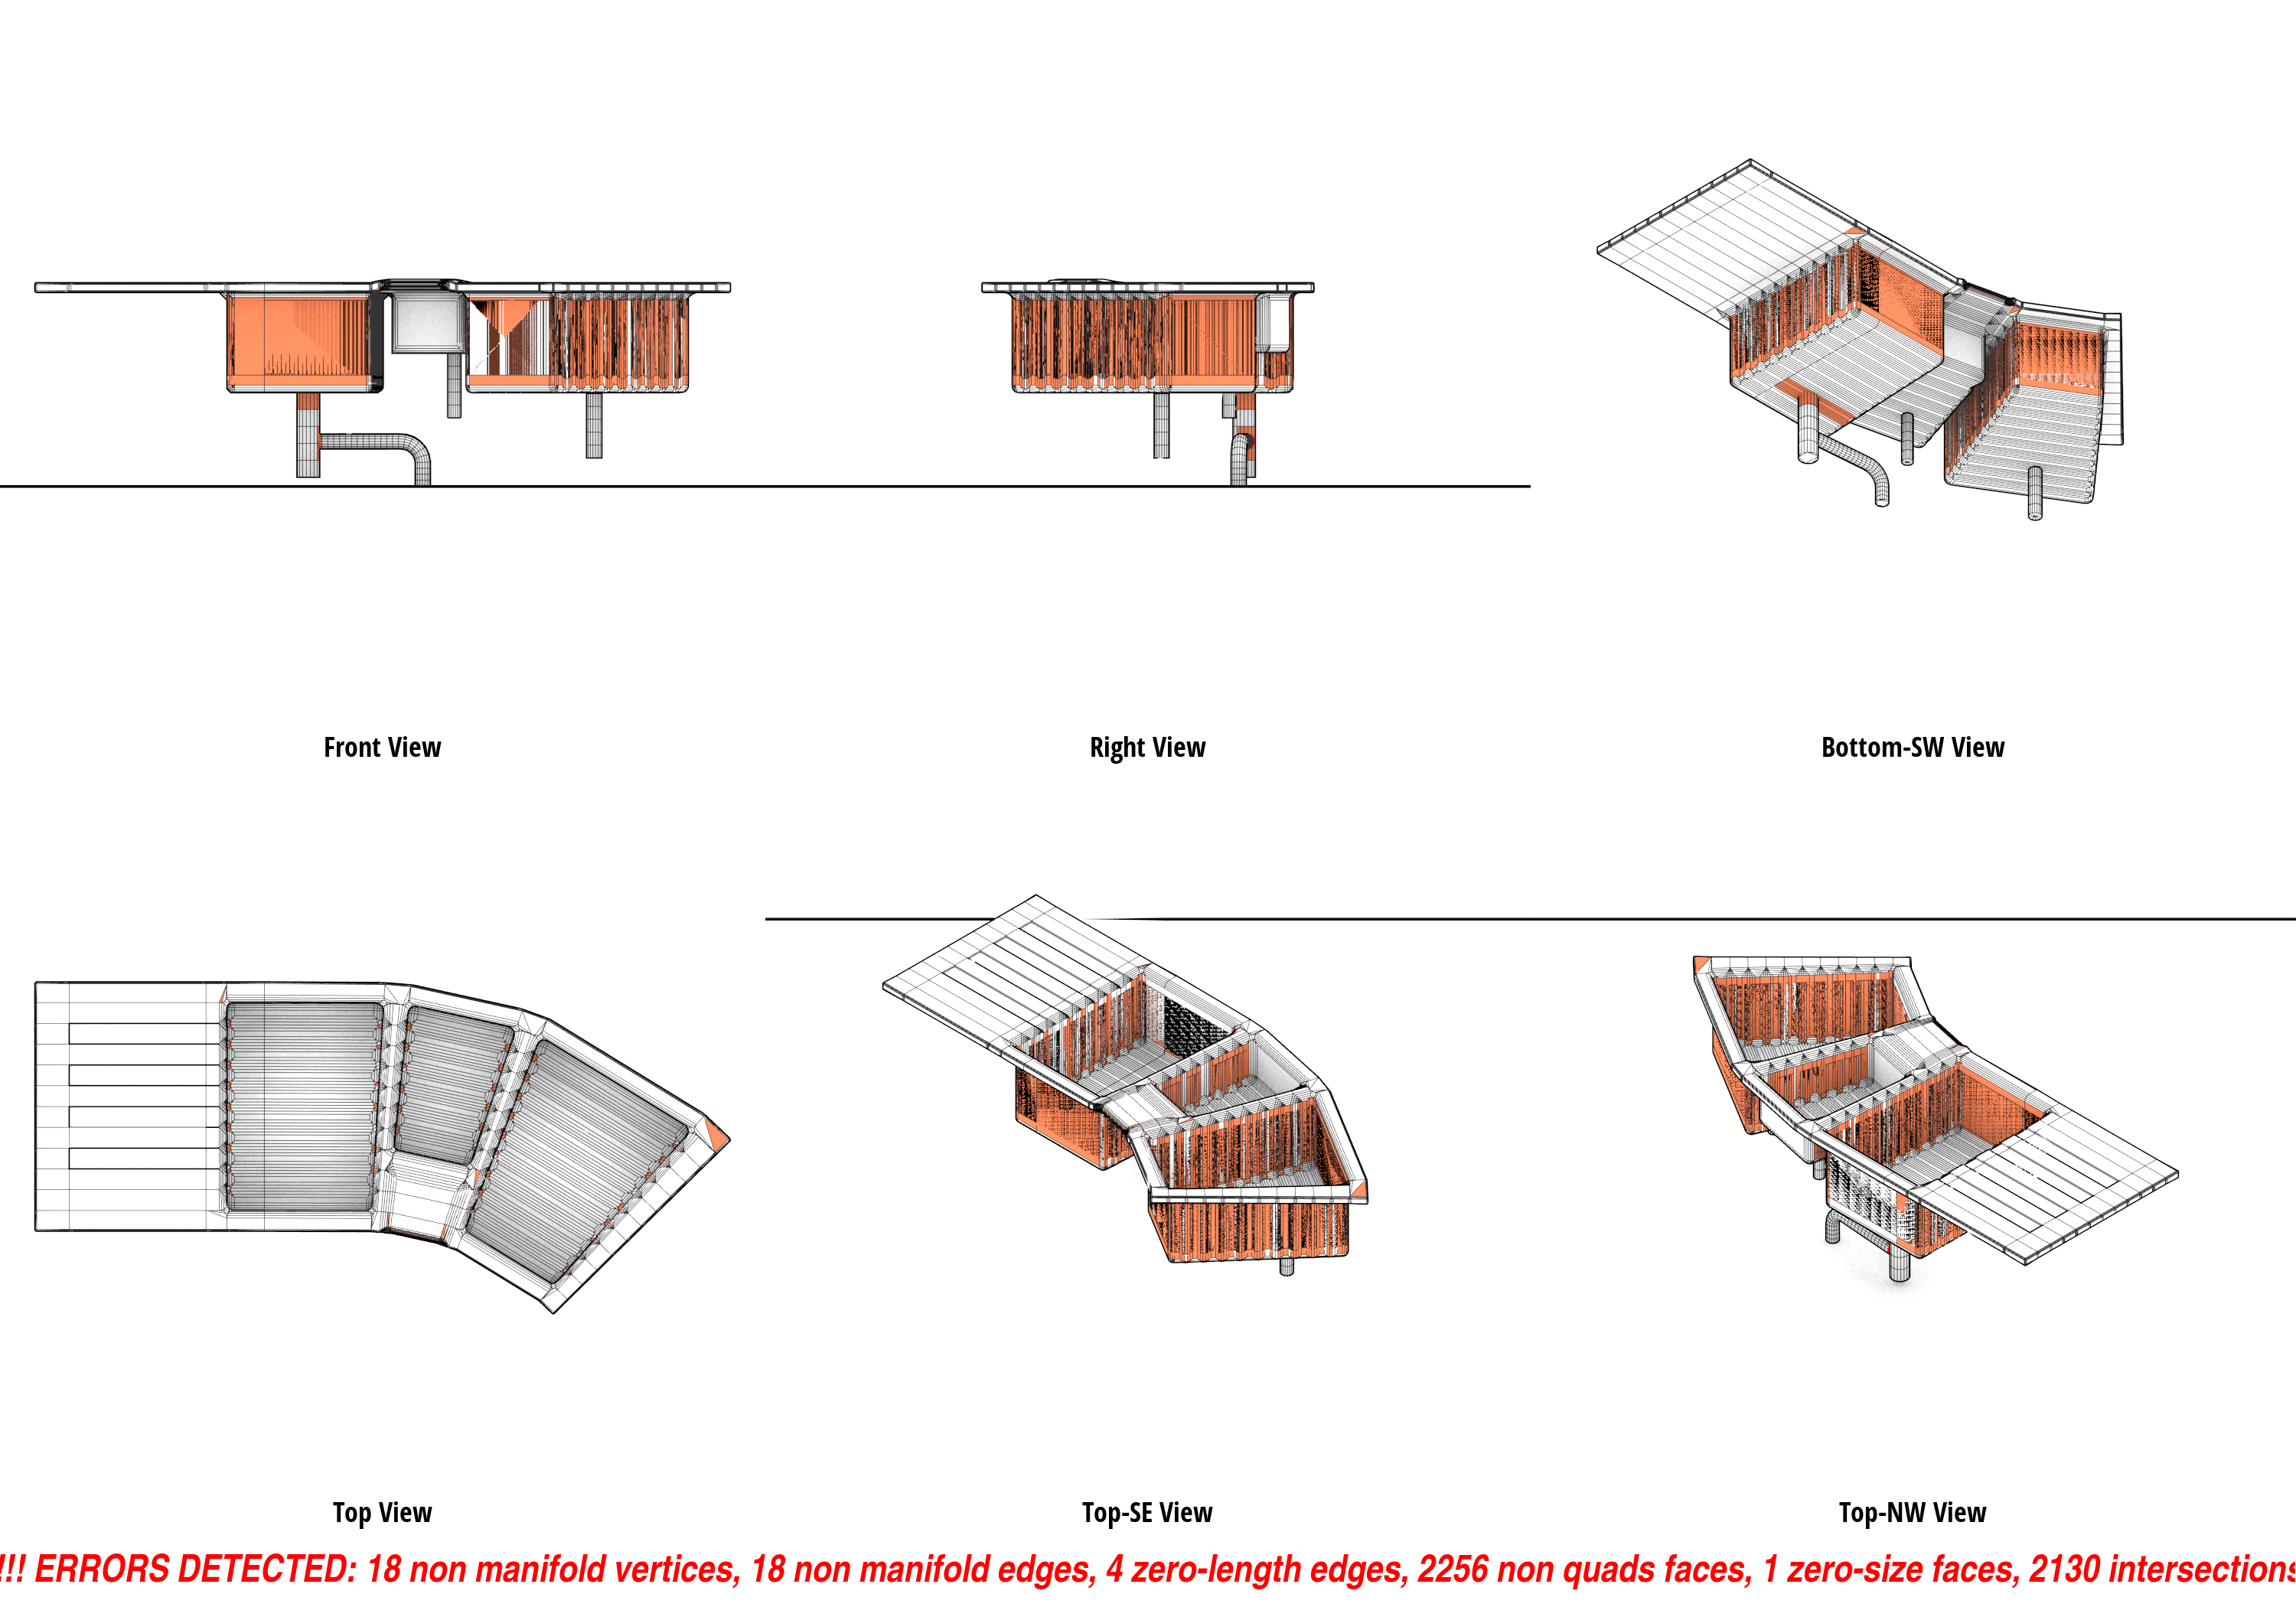 Front View
Right View
Bottom-SW View
Top View
Top-SE View
Top-NW View
!!! ERRORS DETECTED: 18 non manifold vertices, 18 non manifold edges, 4 zero-length edges, 2256 non quads faces, 1 zero-size faces, 2130 intersections